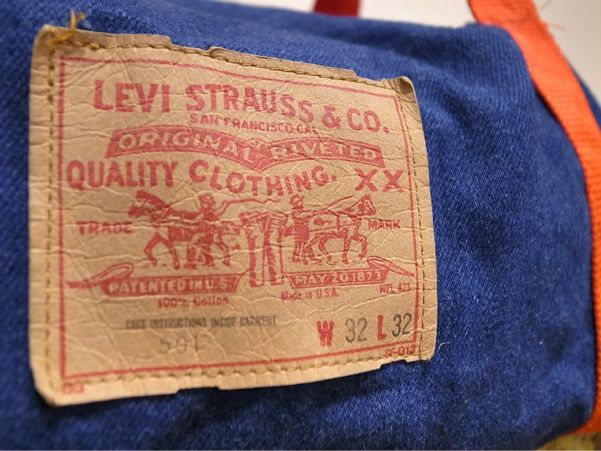 LEVI STRAUSS & CO.
SAN FRANCISCO, CAL.
ORIGINAL RIVETED
QUALITY CLOTHING. XX
TRADE MARK
PATENTED IN U.S. MAY 20 1873
100% Cotton Made in U.S.A. WPL 423
CARE INSTRUCTIONS INSIDE GARMENT
501 W 32 L 32